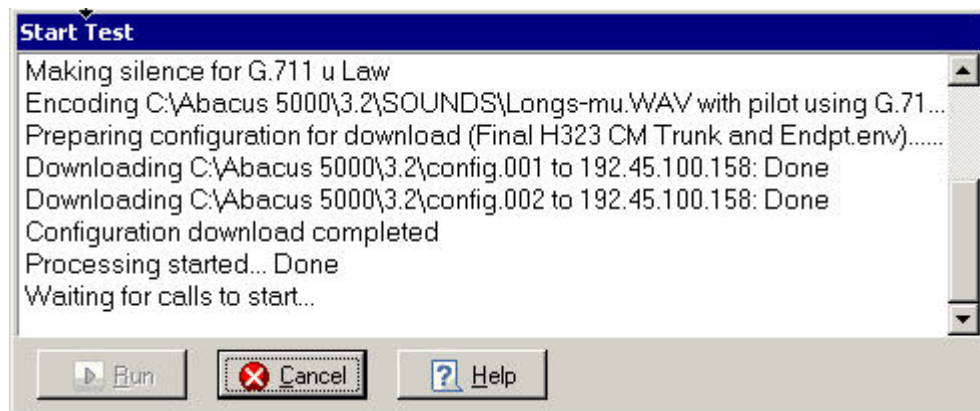 Start Test
Making silence for G.711 u Law
Encoding C:\Abacus 5000\3.2\SOUNDS\Longs-mu.WAV with pilot using G.71...
Preparing configuration for download (Final H323 CM Trunk and Endpt.env)......
Downloading C:\Abacus 5000\3.2\config.001 to 192.45.100.158: Done
Downloading C:\Abacus 5000\3.2\config.002 to 192.45.100.158: Done
Configuration download completed
Processing started... Done
Waiting for calls to start...
Run Cancel Help